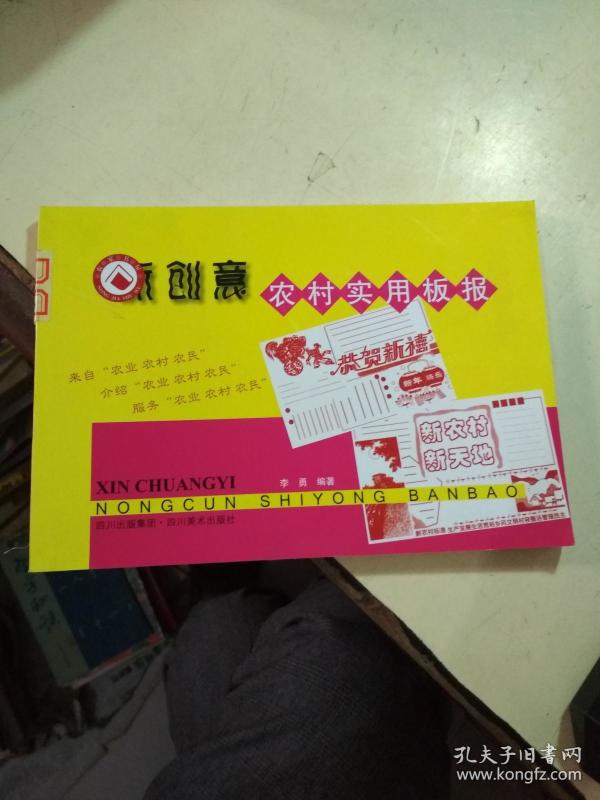 新创意
农村实用板报
来自“农业 农村 农民”
介绍“农业 农村 农民”
服务“农业 农村 农民”
恭贺新禧
新年
新农村
新天地
XIN CHUANGYI
李勇 编著
NONGCUN SHIYONG BANBAO
四川出版集团·四川美术出版社
孔夫子旧书网
www.kongfz.com